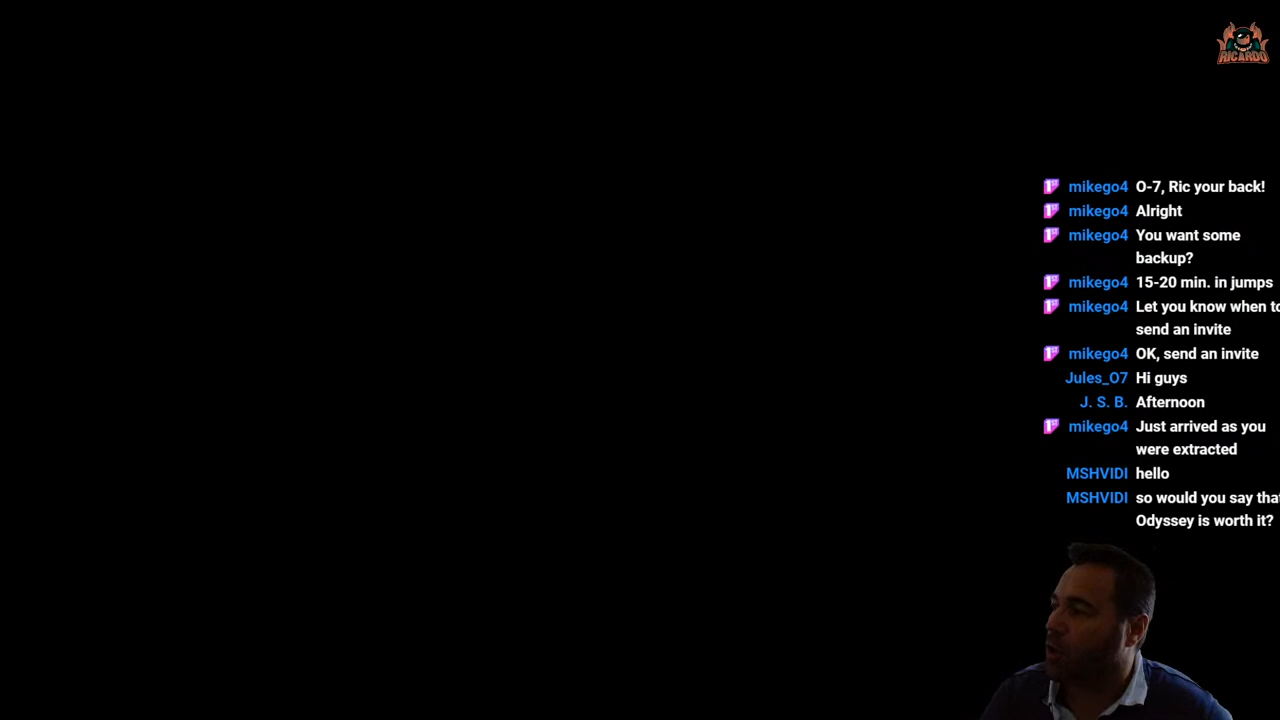 RICARDO
mikego4 O-7, Ric your back!
mikego4 Alright
mikego4 You want some
backup?
mikego4 15-20 min. in jumps
mikego4 Let you know when to
send an invite
mikego4 OK, send an invite
Jules_O7 Hi guys
J. S. B. Afternoon
mikego4 Just arrived as you
were extracted
MSHVIDI hello
MSHVIDI so would you say that
Odyssey is worth it?